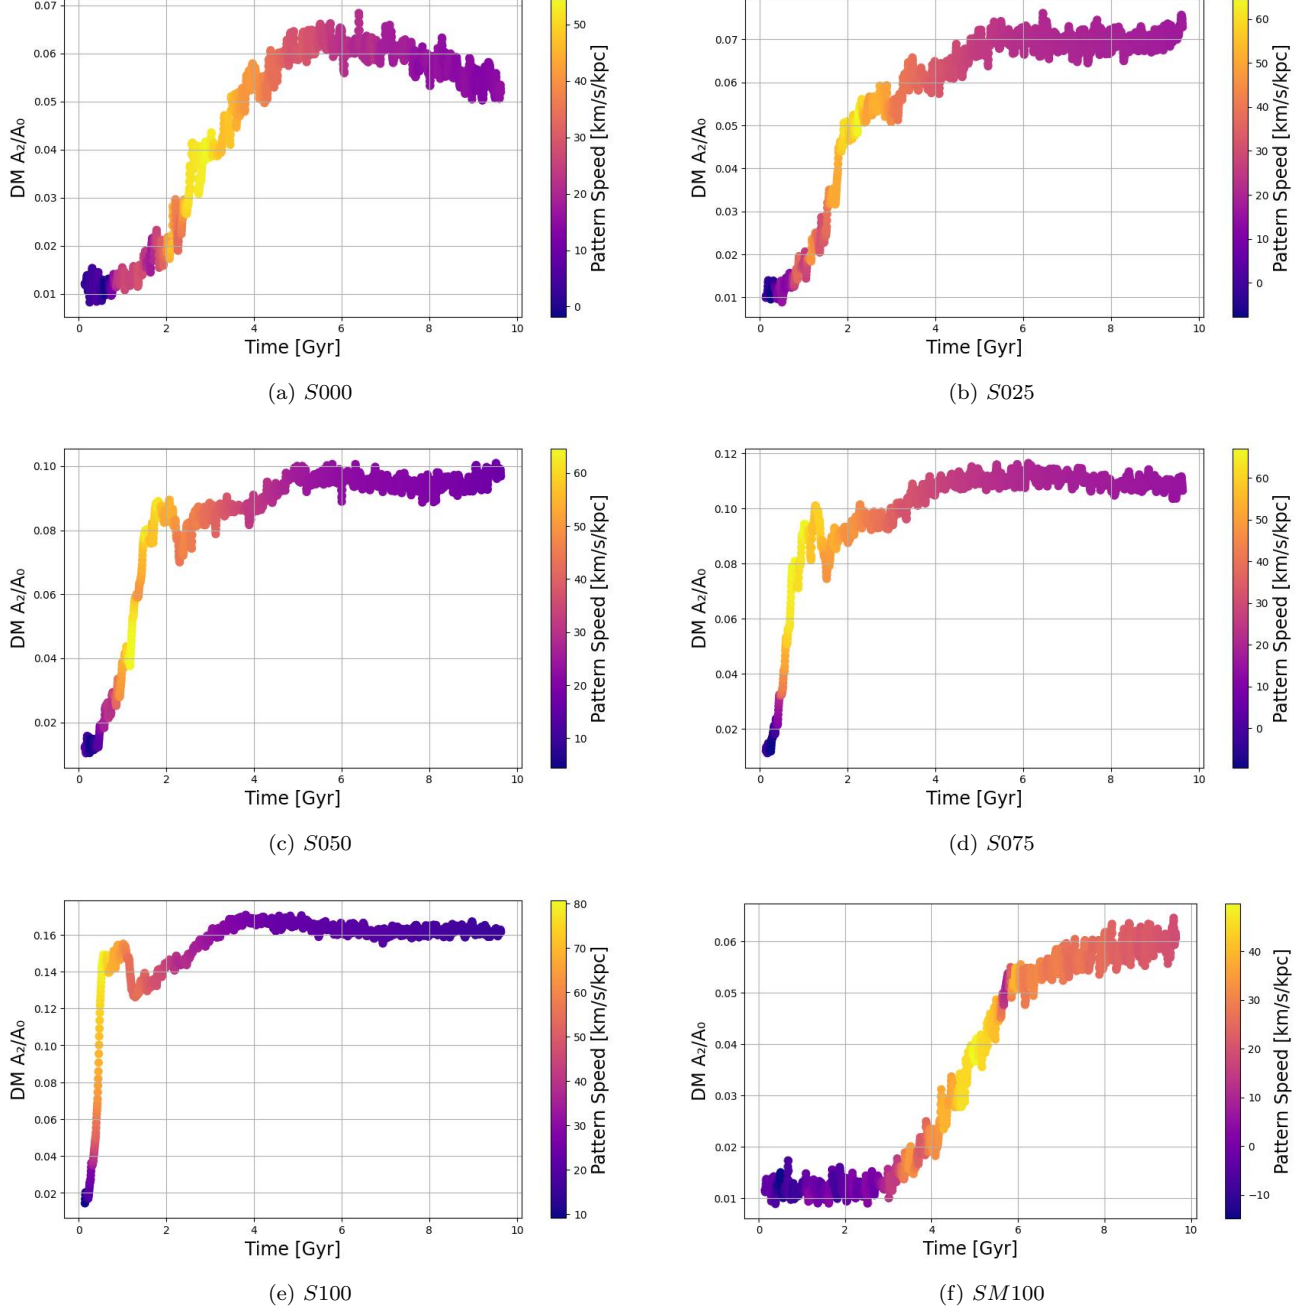 0.06
0.05
0.04
0.03
0.02
0.01
DM A₂/A₀
0 2 4 6 8 10
Time [Gyr]
50
40
30
20
10
0
Pattern Speed [km/s/kpc]
(a) S000
0.07
0.06
0.05
0.04
0.03
0.02
0.01
DM A₂/A₀
0 2 4 6 8 10
Time [Gyr]
60
50
40
30
20
10
0
Pattern Speed [km/s/kpc]
(b) S025
0.10
0.08
0.06
0.04
0.02
DM A₂/A₀
0 2 4 6 8 10
Time [Gyr]
60
50
40
30
20
10
Pattern Speed [km/s/kpc]
(c) S050
0.12
0.10
0.08
0.06
0.04
0.02
DM A₂/A₀
0 2 4 6 8 10
Time [Gyr]
60
50
40
30
20
10
0
Pattern Speed [km/s/kpc]
(d) S075
0.16
0.14
0.12
0.10
0.08
0.06
0.04
0.02
DM A₂/A₀
0 2 4 6 8 10
Time [Gyr]
80
70
60
50
40
30
20
10
Pattern Speed [km/s/kpc]
(e) S100
0.06
0.05
0.04
0.03
0.02
0.01
DM A₂/A₀
0 2 4 6 8 10
Time [Gyr]
40
30
20
10
0
−10
Pattern Speed [km/s/kpc]
(f) SM100